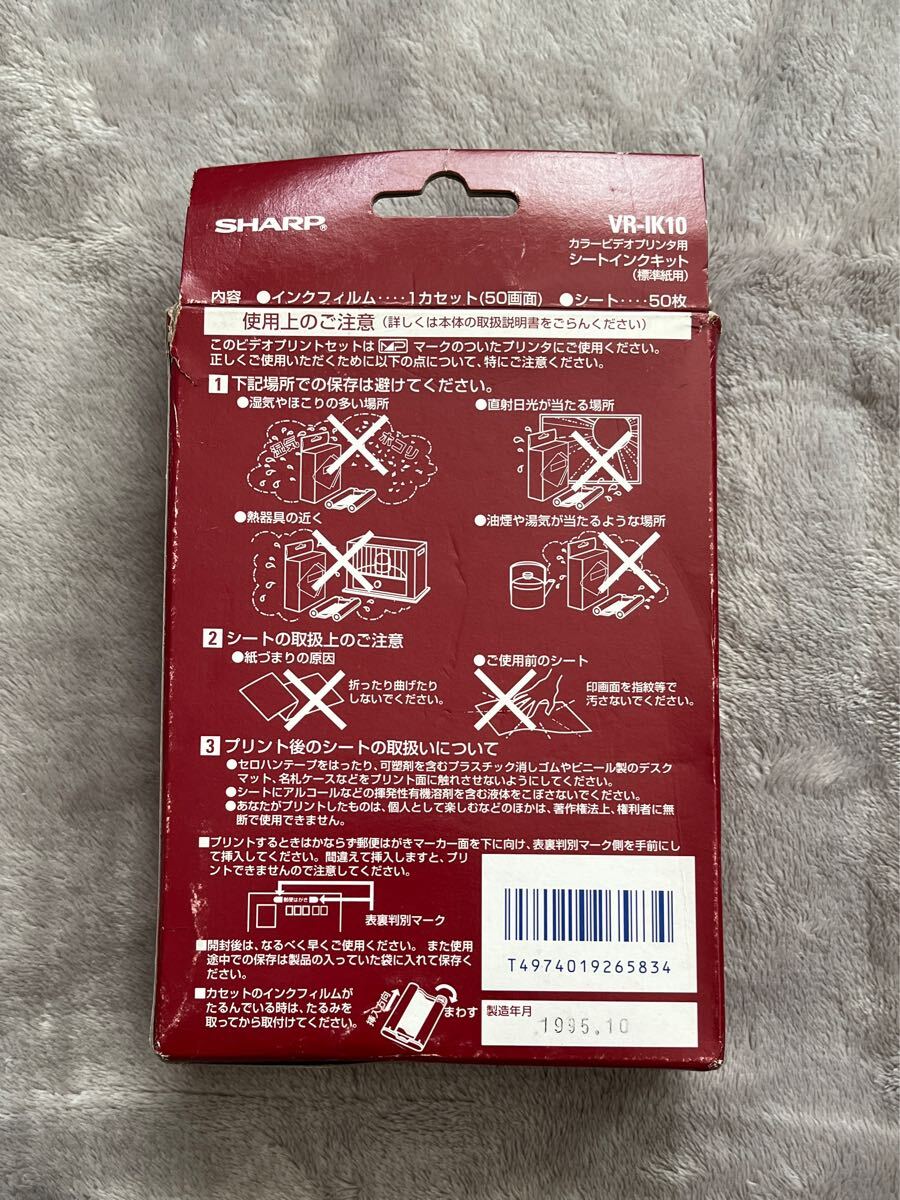 SHARP®
VR-IK10
カラービデオプリンタ用
シートインクキット
(標準紙用)
内容 ●インクフィルム‥‥1カセット(50画面) ●シート‥‥50枚
使用上のご注意(詳しくは本体の取扱説明書をごらんください)
このビデオプリントセットは MP マークのついたプリンタにご使用ください。
正しくご使用いただくために以下の点について、特にご注意ください。
1 下記場所での保存は避けてください。
●湿気やほこりの多い場所
●直射日光が当たる場所
湿気 ホコリ
●熱器具の近く
●油煙や湯気が当たるような場所
2 シートの取扱上のご注意
●紙づまりの原因
折ったり曲げたり
しないでください。
●ご使用前のシート
印画面を指紋等で
汚さないでください。
3 プリント後のシートの取扱いについて
●セロハンテープをはったり、可塑剤を含むプラスチック消しゴムやビニール製のデスク
マット、名札ケースなどをプリント面に触れさせないようにしてください。
●シートにアルコールなどの揮発性有機溶剤を含む液体をこぼさないでください。
●あなたがプリントしたものは、個人として楽しむなどのほかは、著作権法上、権利者に無
断で使用できません。
■プリントするときはかならず郵便はがきマーカー面を下に向け、表裏判別マーク側を手前にし
て挿入してください。間違えて挿入しますと、プリ
ントできませんので注意してください。
郵便はがき
表裏判別マーク
■開封後は、なるべく早くご使用ください。また使用
途中での保存は製品の入っていた袋に入れて保存く
ださい。
■カセットのインクフィルムが
たるんでいる時は、たるみを
取ってから取付けてください。
挿入方向
まわす
T4974019265834
製造年月
1995.10